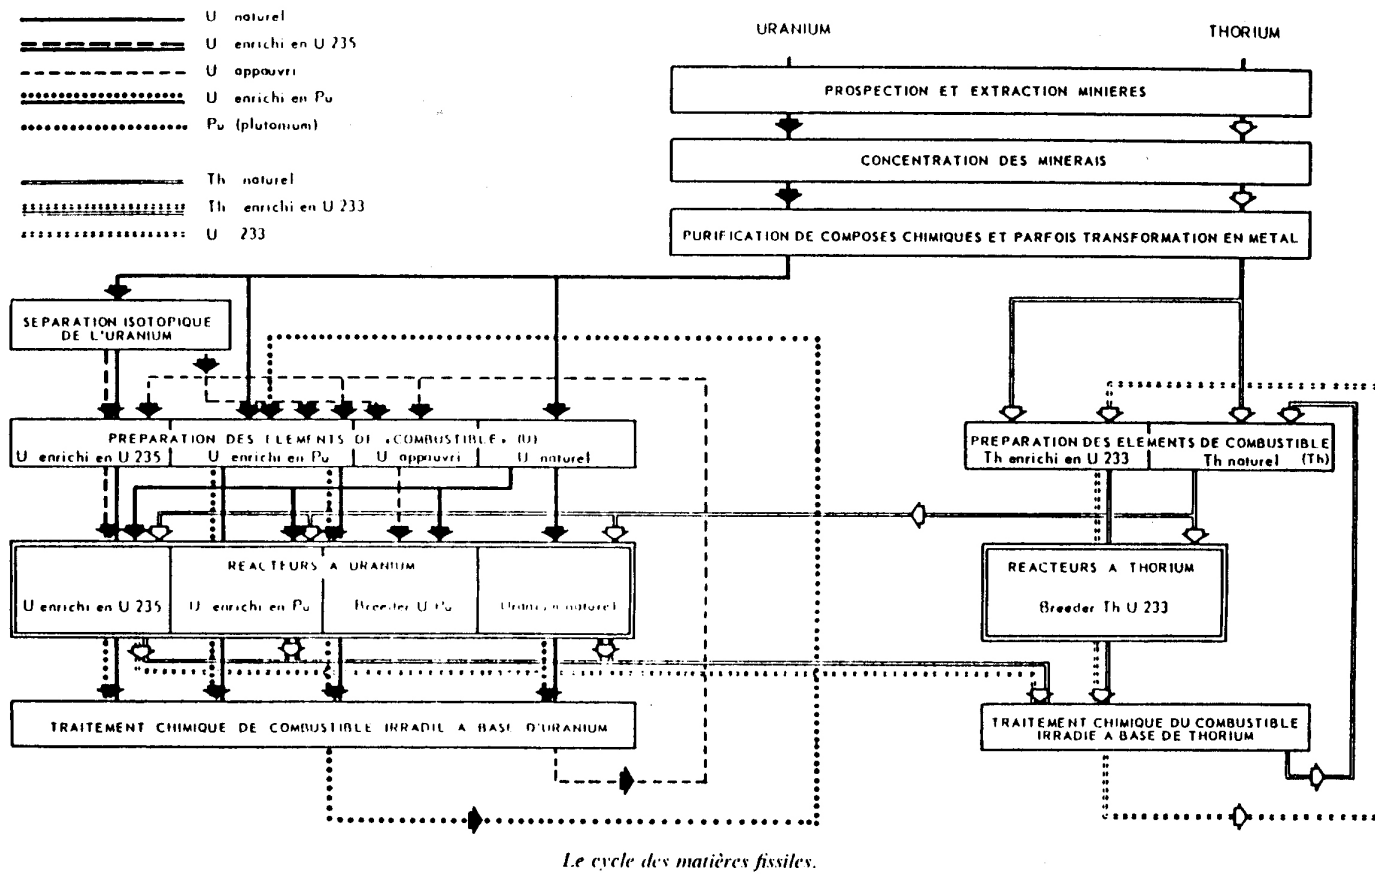 U naturel
U enrichi en U 235
U appauvri
U enrichi en Pu
Pu (plutonium)
Th naturel
Th enrichi en U 233
U 233
URANIUM
THORIUM
PROSPECTION ET EXTRACTION MINIERES
CONCENTRATION DES MINERAIS
PURIFICATION DE COMPOSES CHIMIQUES ET PARFOIS TRANSFORMATION EN METAL
SEPARATION ISOTOPIQUE
DE L'URANIUM
PREPARATION DES ELEMENTS DE «COMBUSTIBLE» (U)
U enrichi en U 235
U enrichi en Pu
U appauvri
U naturel
PREPARATION DES ELEMENTS DE COMBUSTIBLE
Th enrichi en U 233
Th naturel
(Th)
REACTEURS A URANIUM
U enrichi en U 235
U enrichi en Pu
Breeder U Pu
Uranium naturel
REACTEURS A THORIUM
Breeder Th U 233
TRAITEMENT CHIMIQUE DE COMBUSTIBLE IRRADIE A BASE D'URANIUM
TRAITEMENT CHIMIQUE DU COMBUSTIBLE
IRRADIE A BASE DE THORIUM
Le cycle des matières fissiles.